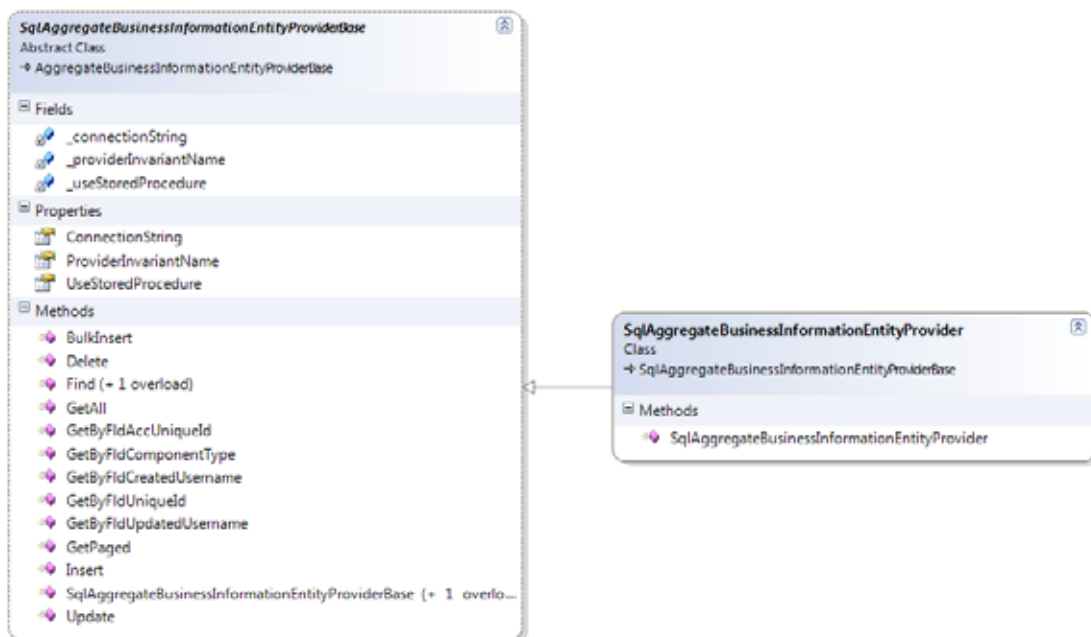 SqlAggregateBusinessInformationEntityProviderBase
Abstract Class
AggregateBusinessInformationEntityProviderBase
Fields
_connectionString
_providerInvariantName
_useStoredProcedure
Properties
ConnectionString
ProviderInvariantName
UseStoredProcedure
Methods
BulkInsert
Delete
Find (+ 1 overload)
GetAll
GetByFldAccUniqueId
GetByFldComponentType
GetByFldCreatedUsername
GetByFldUniqueId
GetByFldUpdatedUsername
GetPaged
Insert
SqlAggregateBusinessInformationEntityProviderBase (+ 1 overlo...
Update
SqlAggregateBusinessInformationEntityProvider
Class
SqlAggregateBusinessInformationEntityProviderBase
Methods
SqlAggregateBusinessInformationEntityProvider